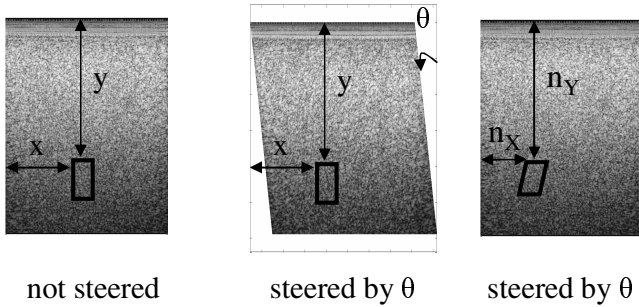 θ
y
y
n_Y
x
x
n_X
not steered
steered by θ
steered by θ